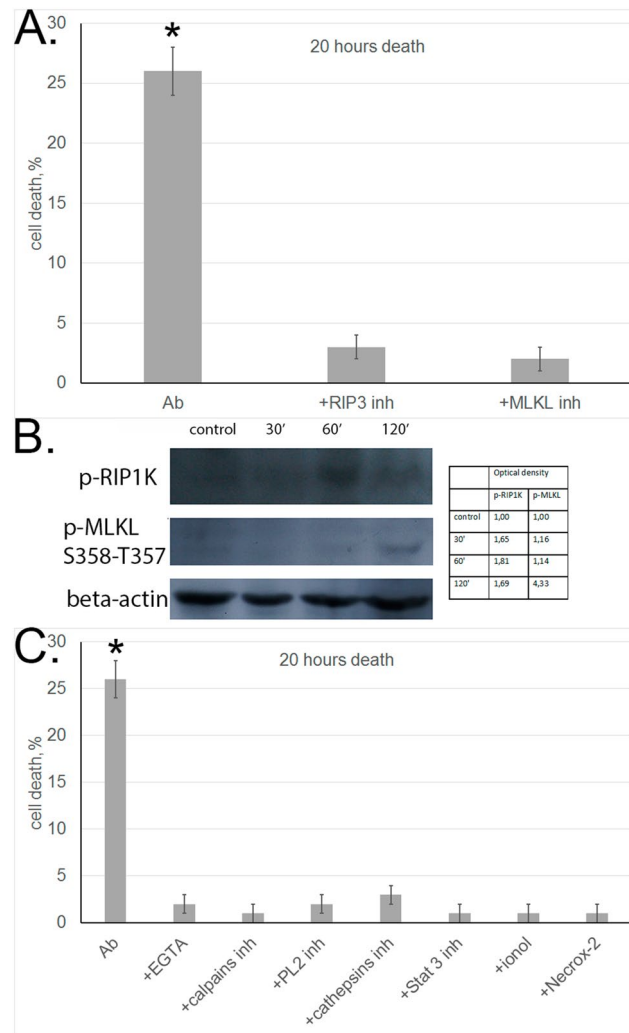 A.
30
25
20
15
10
5
0
cell death,%
20 hours death
*
Ab
+RIP3 inh
+MLKL inh
B.
control 30' 60' 120'
p-RIP1K
p-MLKL
S358-T357
beta-actin
Optical density
p-RIP1K p-MLKL
control 1,00 1,00
30' 1,65 1,16
60' 1,81 1,14
120' 1,69 4,33
C.
30
25
20
15
10
5
0
cell death,%
20 hours death
*
Ab
+EGTA
+calpains inh
+PL2 inh
+cathepsins inh
+Stat 3 inh
+ionol
+Necrox-2